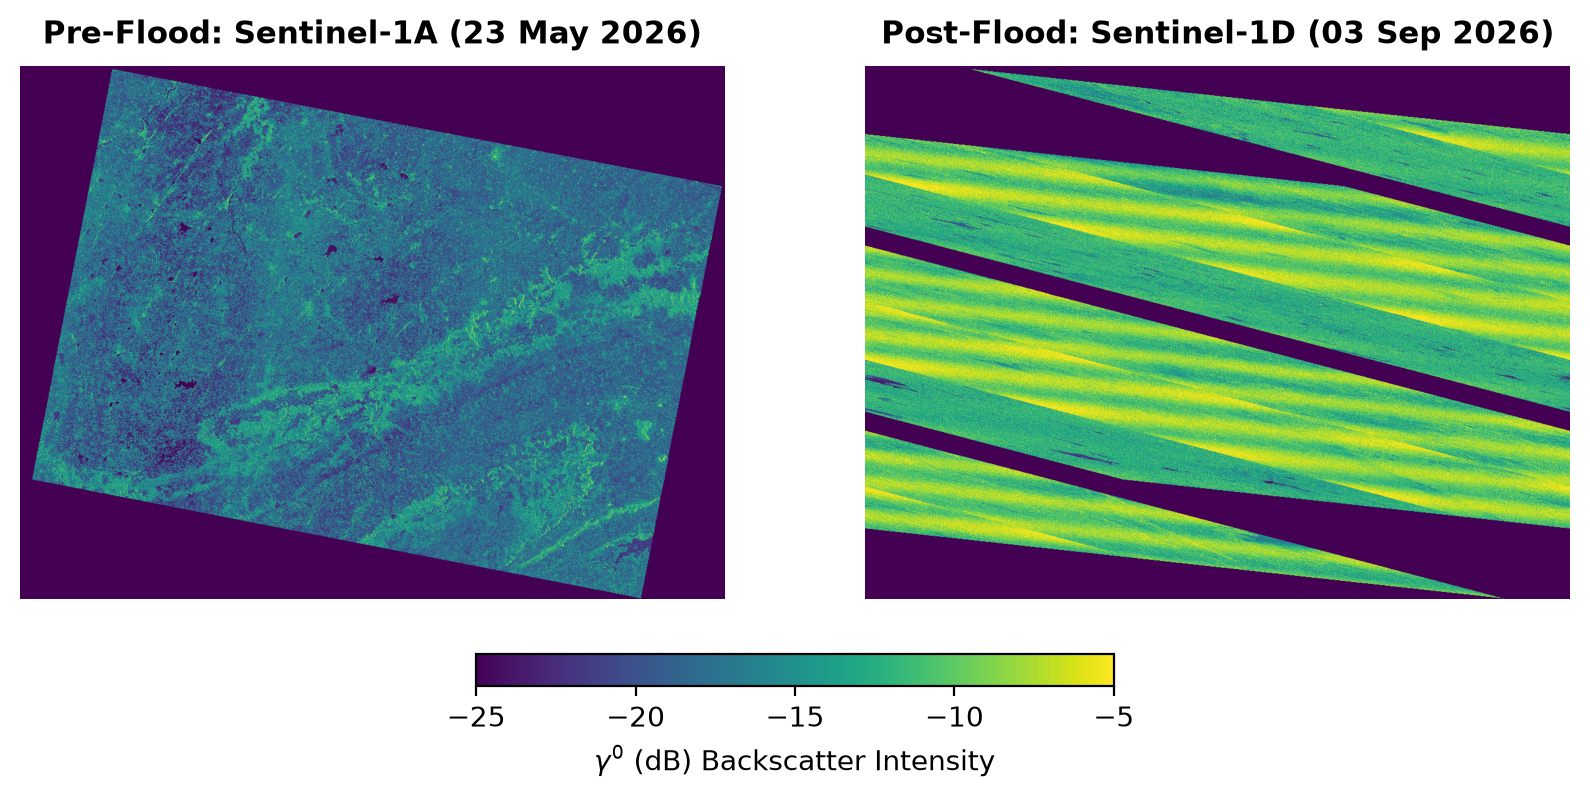 Pre-Flood: Sentinel-1A (23 May 2026)
Post-Flood: Sentinel-1D (03 Sep 2026)
−25 −20 −15 −10 −5
γ⁰ (dB) Backscatter Intensity